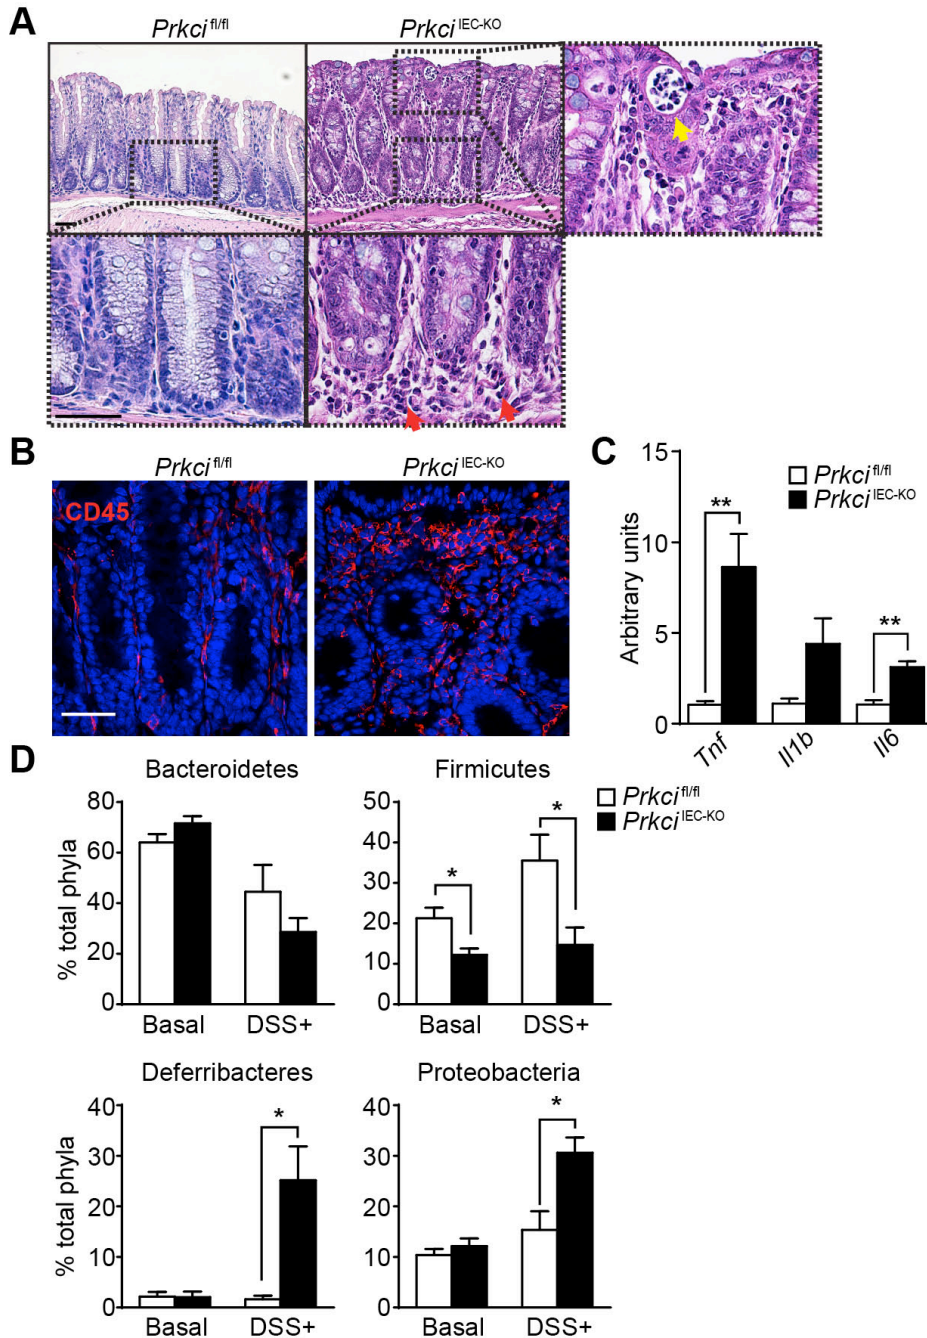 A
Prkci fl/fl
Prkci IEC-KO
B
Prkci fl/fl
Prkci IEC-KO
CD45
C
15
10
5
0
Arbitrary units
Prkci fl/fl
Prkci IEC-KO
**
**
Tnf
Il1b
Il6
D
Bacteroidetes
80
60
40
20
0
% total phyla
Basal
DSS+
Firmicutes
50
40
30
20
10
0
*
*
Basal
DSS+
Prkci fl/fl
Prkci IEC-KO
Deferribacteres
40
30
20
10
0
% total phyla
*
Basal
DSS+
Proteobacteria
40
30
20
10
0
*
Basal
DSS+